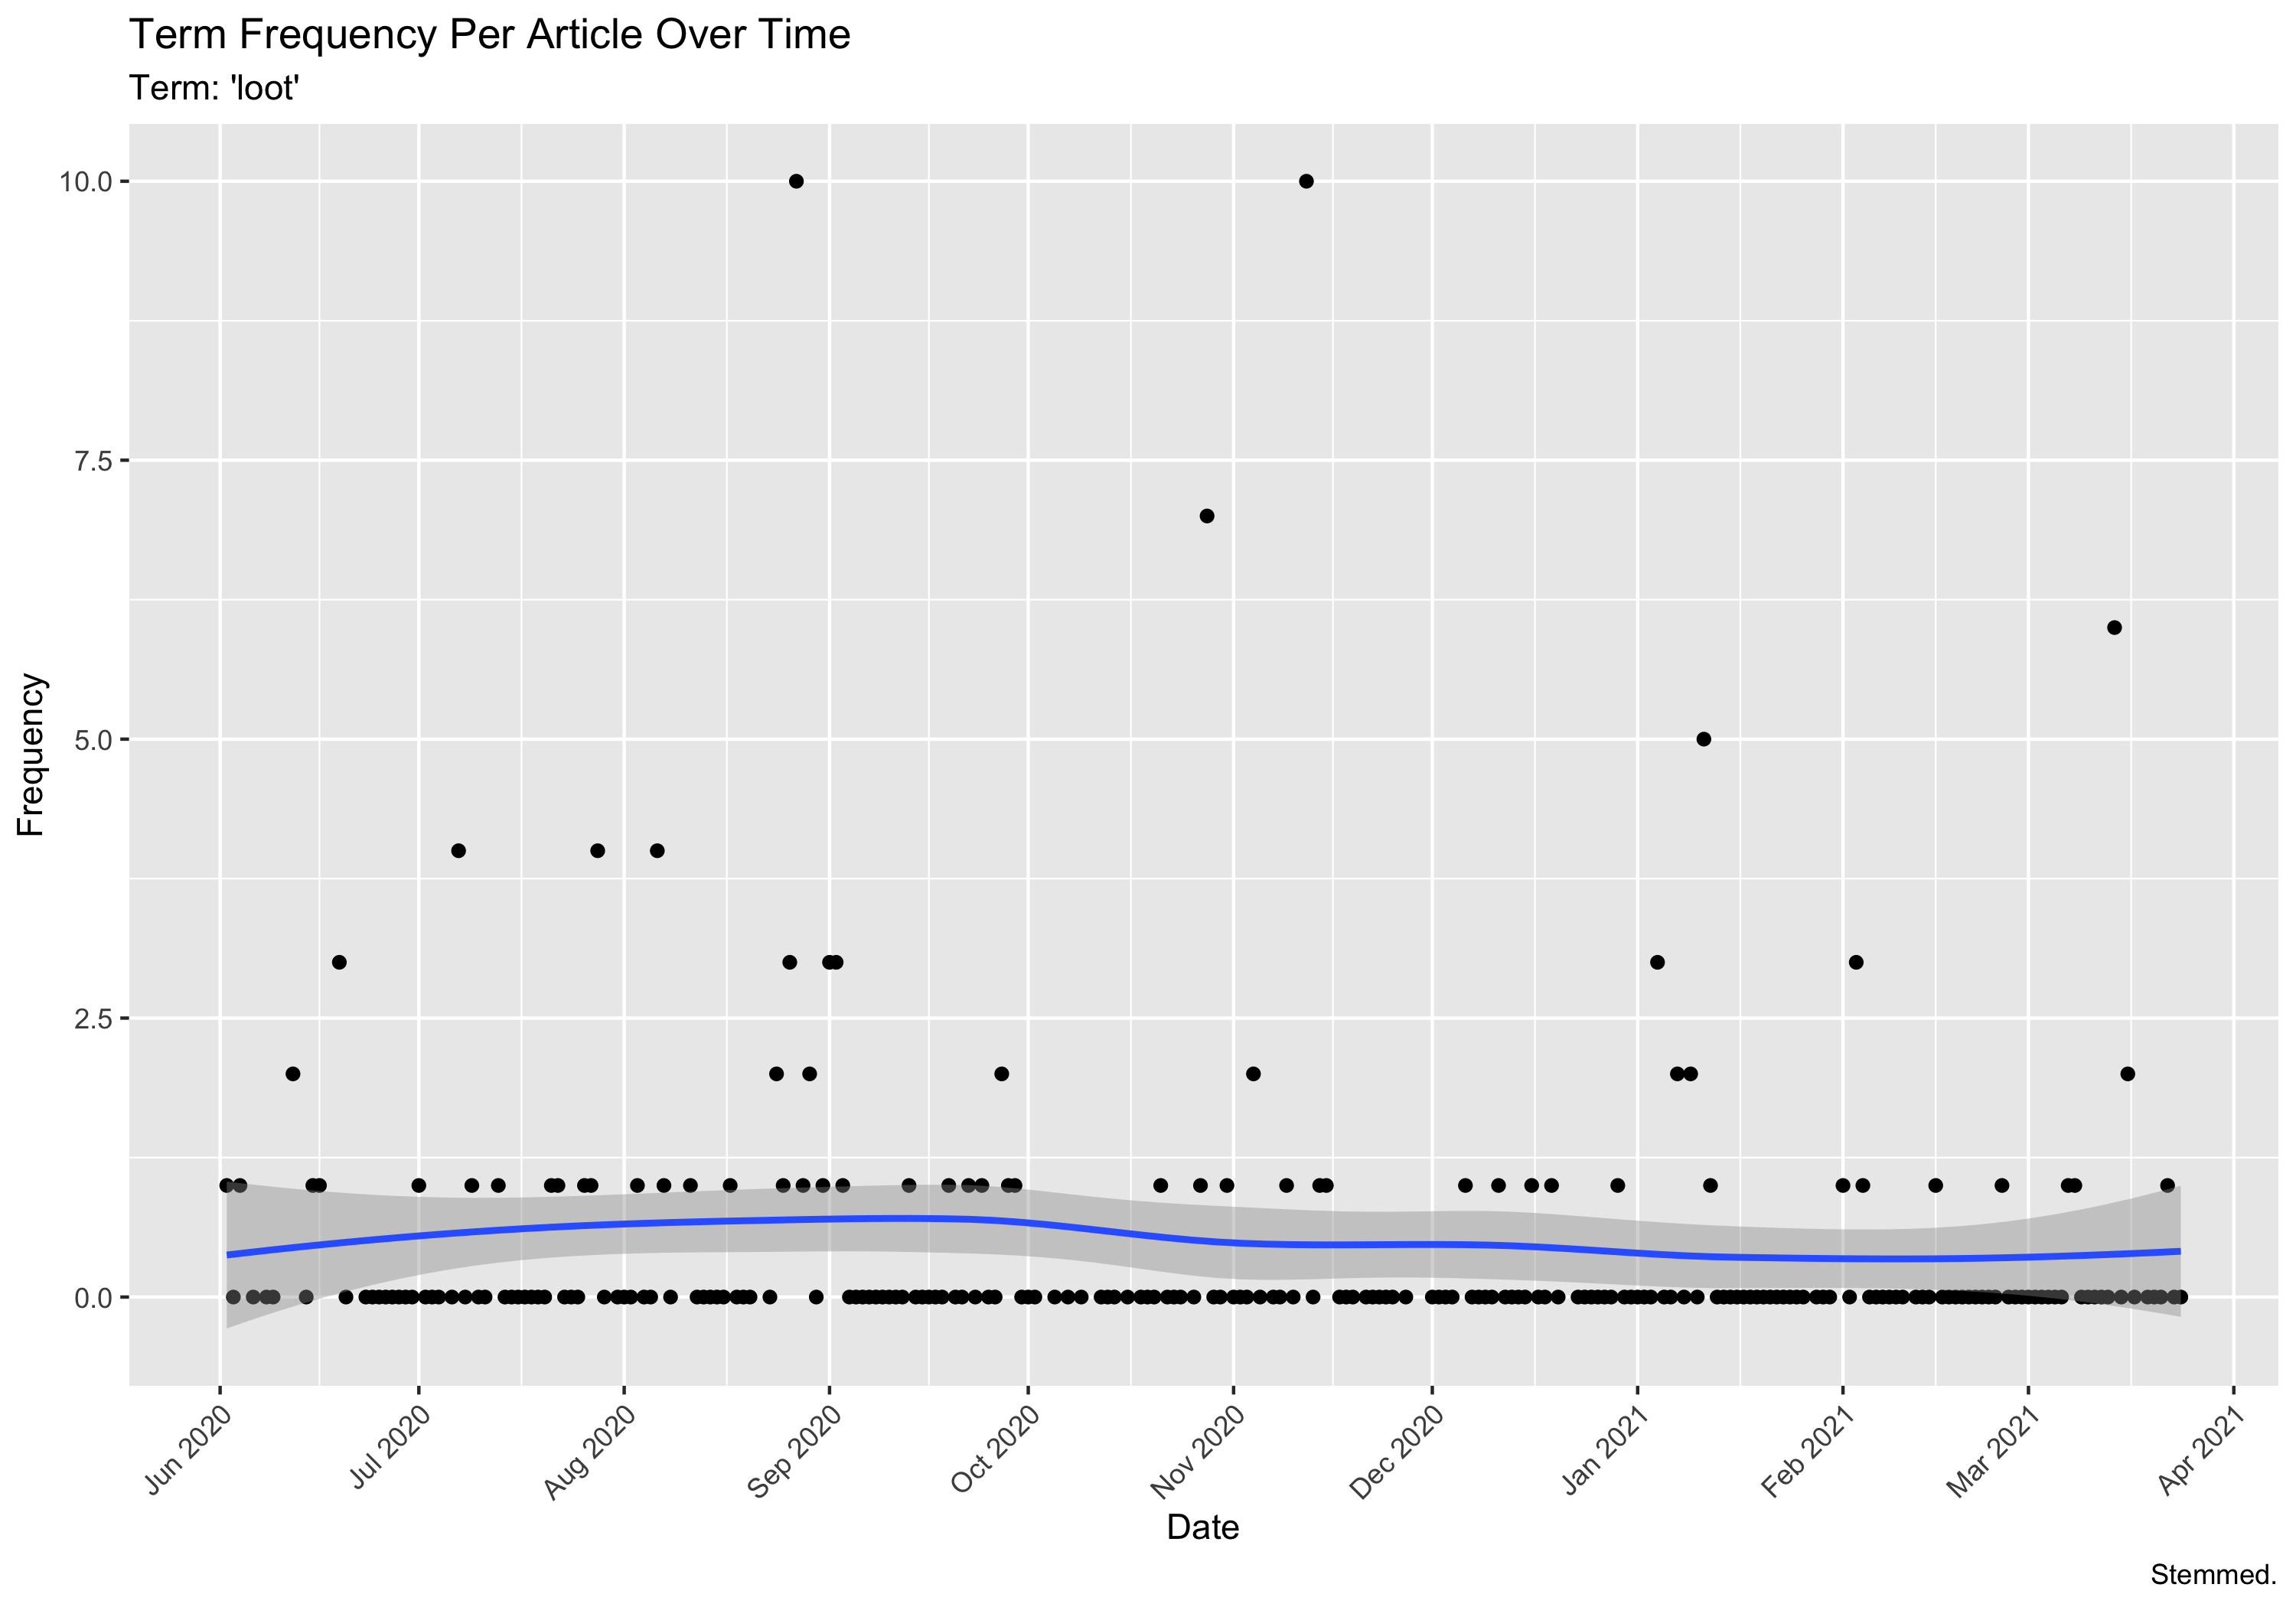 Term Frequency Per Article Over Time
Term: 'loot'
10.0
7.5
5.0
2.5
0.0
Frequency
Jun 2020
Jul 2020
Aug 2020
Sep 2020
Oct 2020
Nov 2020
Dec 2020
Jan 2021
Feb 2021
Mar 2021
Apr 2021
Date
Stemmed.